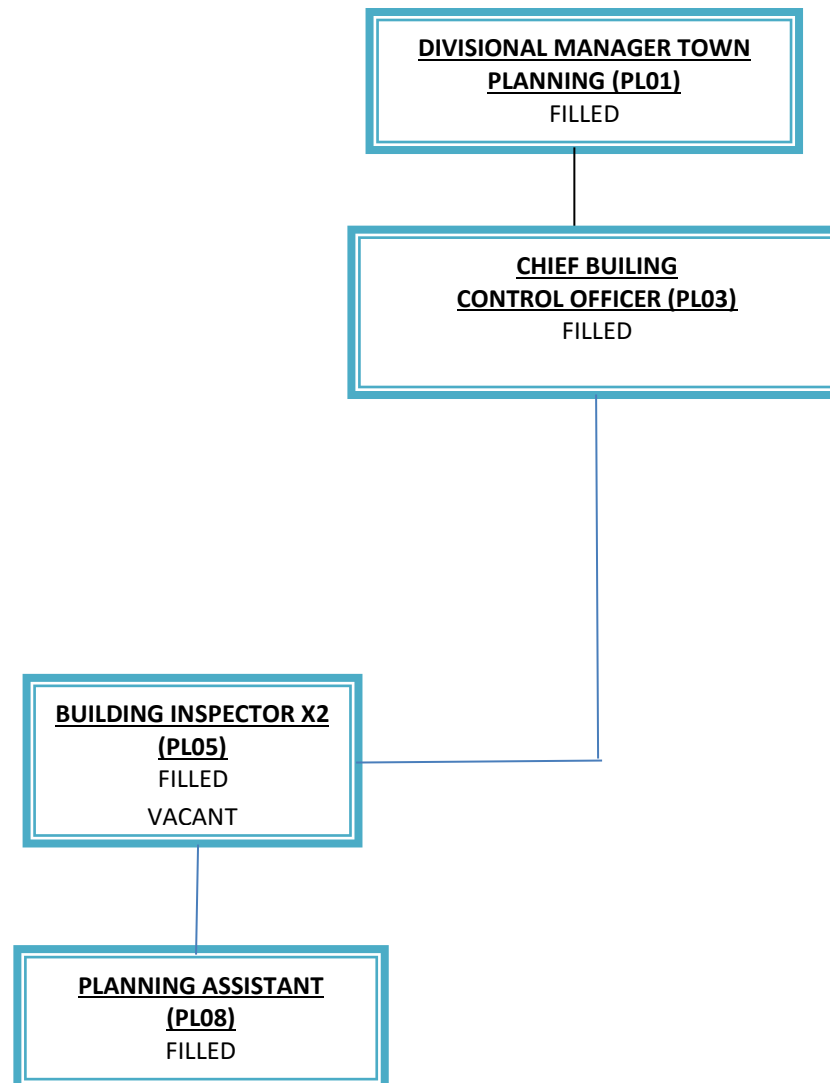 DIVISIONAL MANAGER TOWN
PLANNING (PL01)
FILLED
CHIEF BUILING
CONTROL OFFICER (PL03)
FILLED
BUILDING INSPECTOR X2
(PL05)
FILLED
VACANT
PLANNING ASSISTANT
(PL08)
FILLED